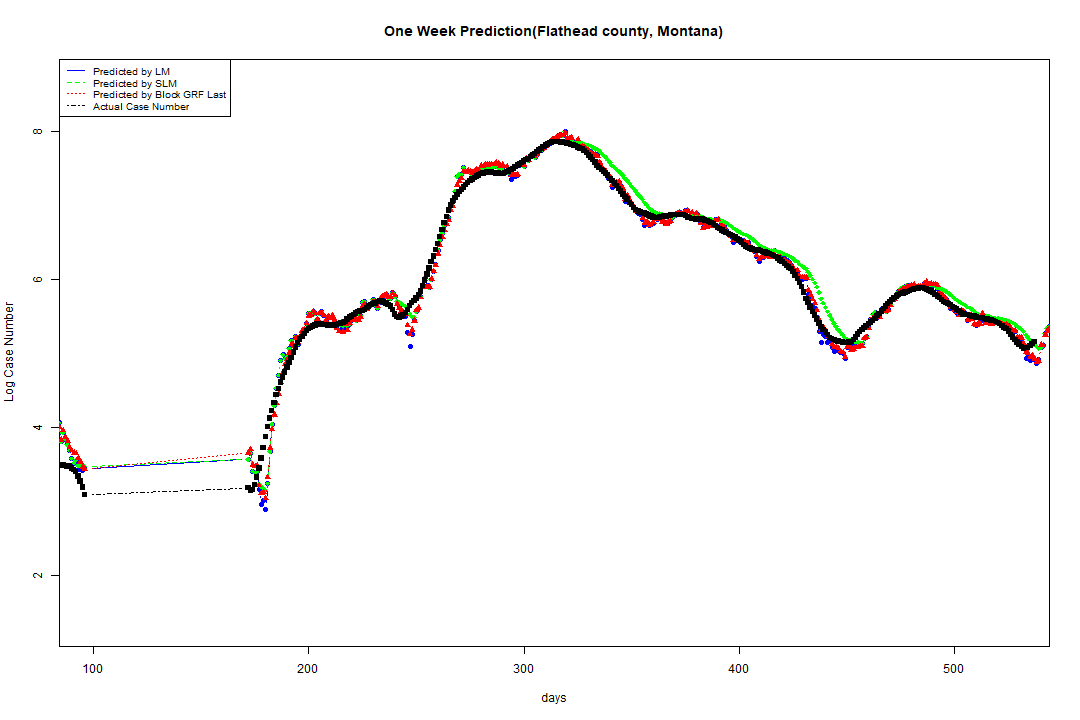 One Week Prediction(Flathead county, Montana)
Predicted by LM
Predicted by SLM
Predicted by Block GRF Last
Actual Case Number
Log Case Number
8
6
4
2
100 200 300 400 500
days